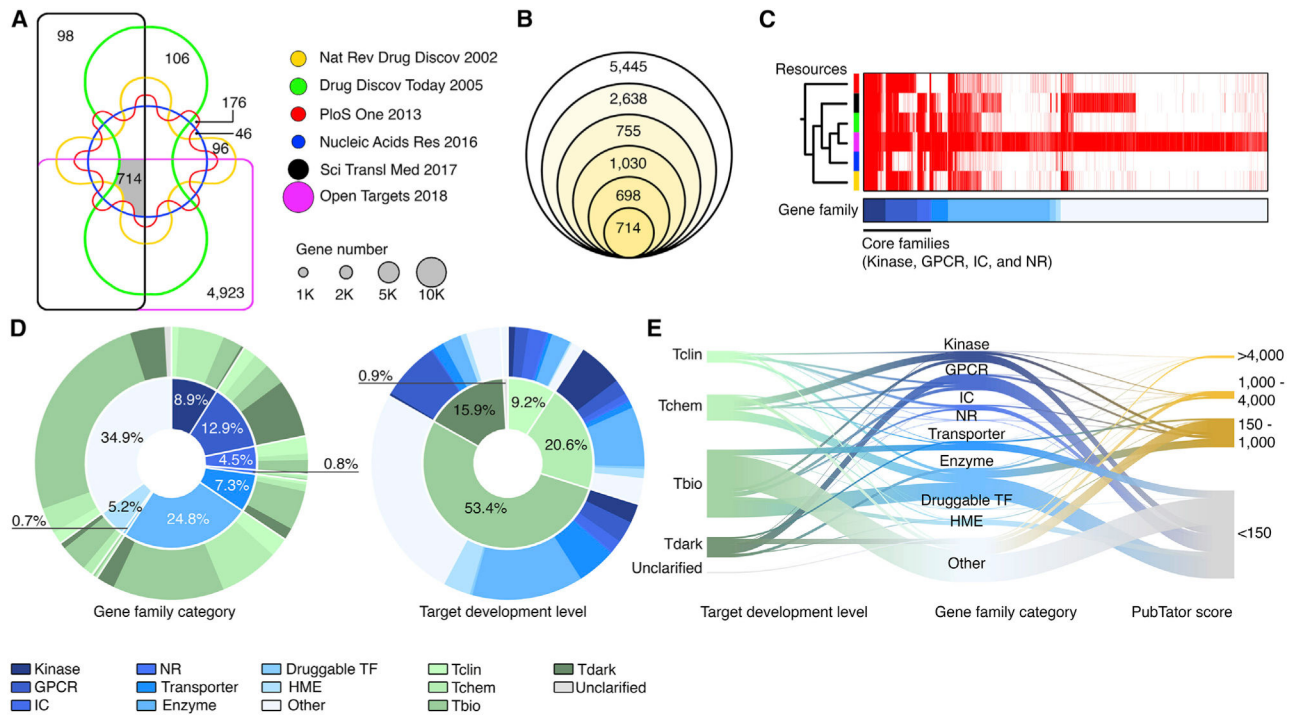 A
98
106
176
46
96
714
4,923
Nat Rev Drug Discov 2002
Drug Discov Today 2005
PloS One 2013
Nucleic Acids Res 2016
Sci Transl Med 2017
Open Targets 2018
Gene number
1K 2K 5K 10K
B
5,445
2,638
755
1,030
698
714
C
Resources
Gene family
Core families
(Kinase, GPCR, IC, and NR)
D
8.9%
12.9%
4.5%
0.8%
7.3%
24.8%
0.7%
5.2%
34.9%
Gene family category
0.9%
9.2%
20.6%
53.4%
15.9%
Target development level
E
Tclin
Tchem
Tbio
Tdark
Unclarified
Kinase
GPCR
IC
NR
Transporter
Enzyme
Druggable TF
HME
Other
>4,000
1,000 -
4,000
150 -
1,000
<150
Target development level
Gene family category
PubTator score
Kinase
GPCR
IC
NR
Transporter
Enzyme
Druggable TF
HME
Other
Tclin
Tchem
Tbio
Tdark
Unclarified